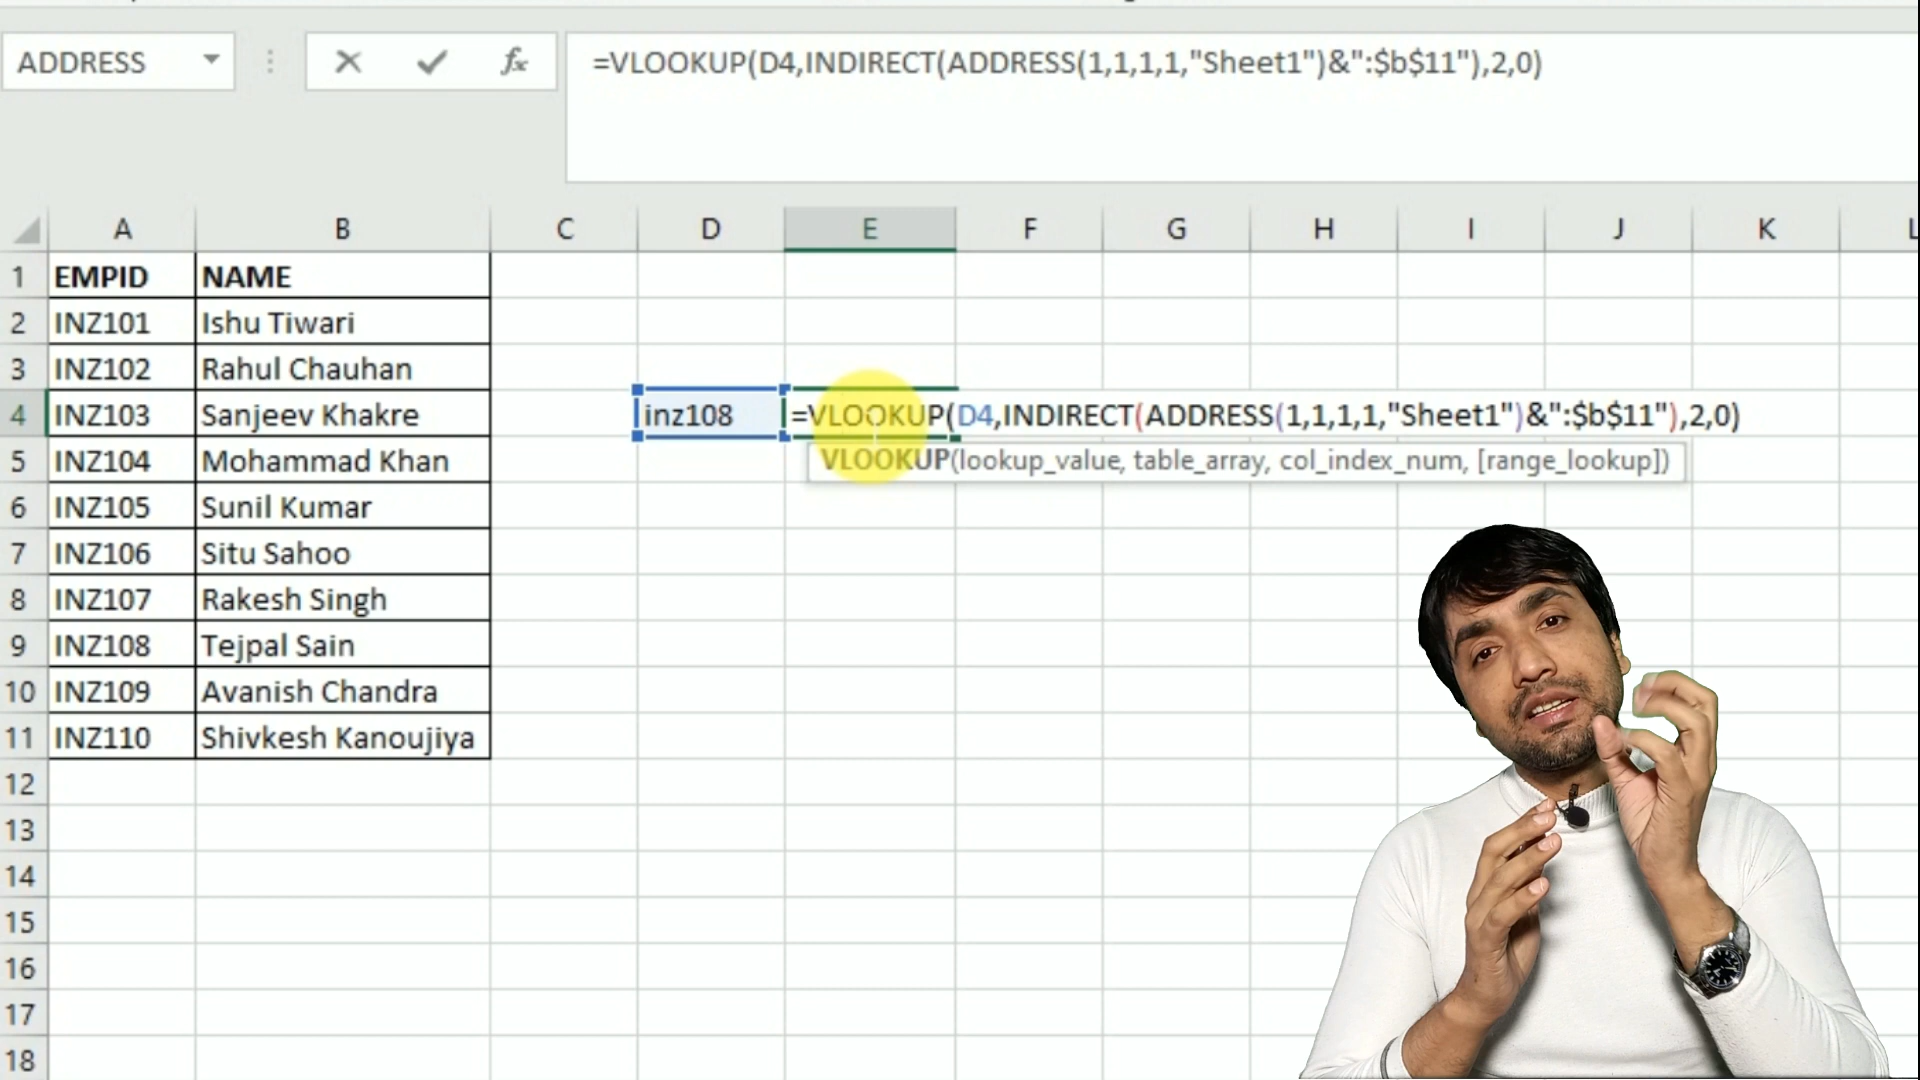 ADDRESS
fx
=VLOOKUP(D4,INDIRECT(ADDRESS(1,1,1,1,"Sheet1")&":$b$11"),2,0)
A B C D E F G H I J K L
1 EMPID NAME
2 INZ101 Ishu Tiwari
3 INZ102 Rahul Chauhan
4 INZ103 Sanjeev Khakre inz108 =VLOOKUP(D4,INDIRECT(ADDRESS(1,1,1,1,"Sheet1")&":$b$11"),2,0)
5 INZ104 Mohammad Khan VLOOKUP(lookup_value, table_array, col_index_num, [range_lookup])
6 INZ105 Sunil Kumar
7 INZ106 Situ Sahoo
8 INZ107 Rakesh Singh
9 INZ108 Tejpal Sain
10 INZ109 Avanish Chandra
11 INZ110 Shivkesh Kanoujiya
12
13
14
15
16
17
18